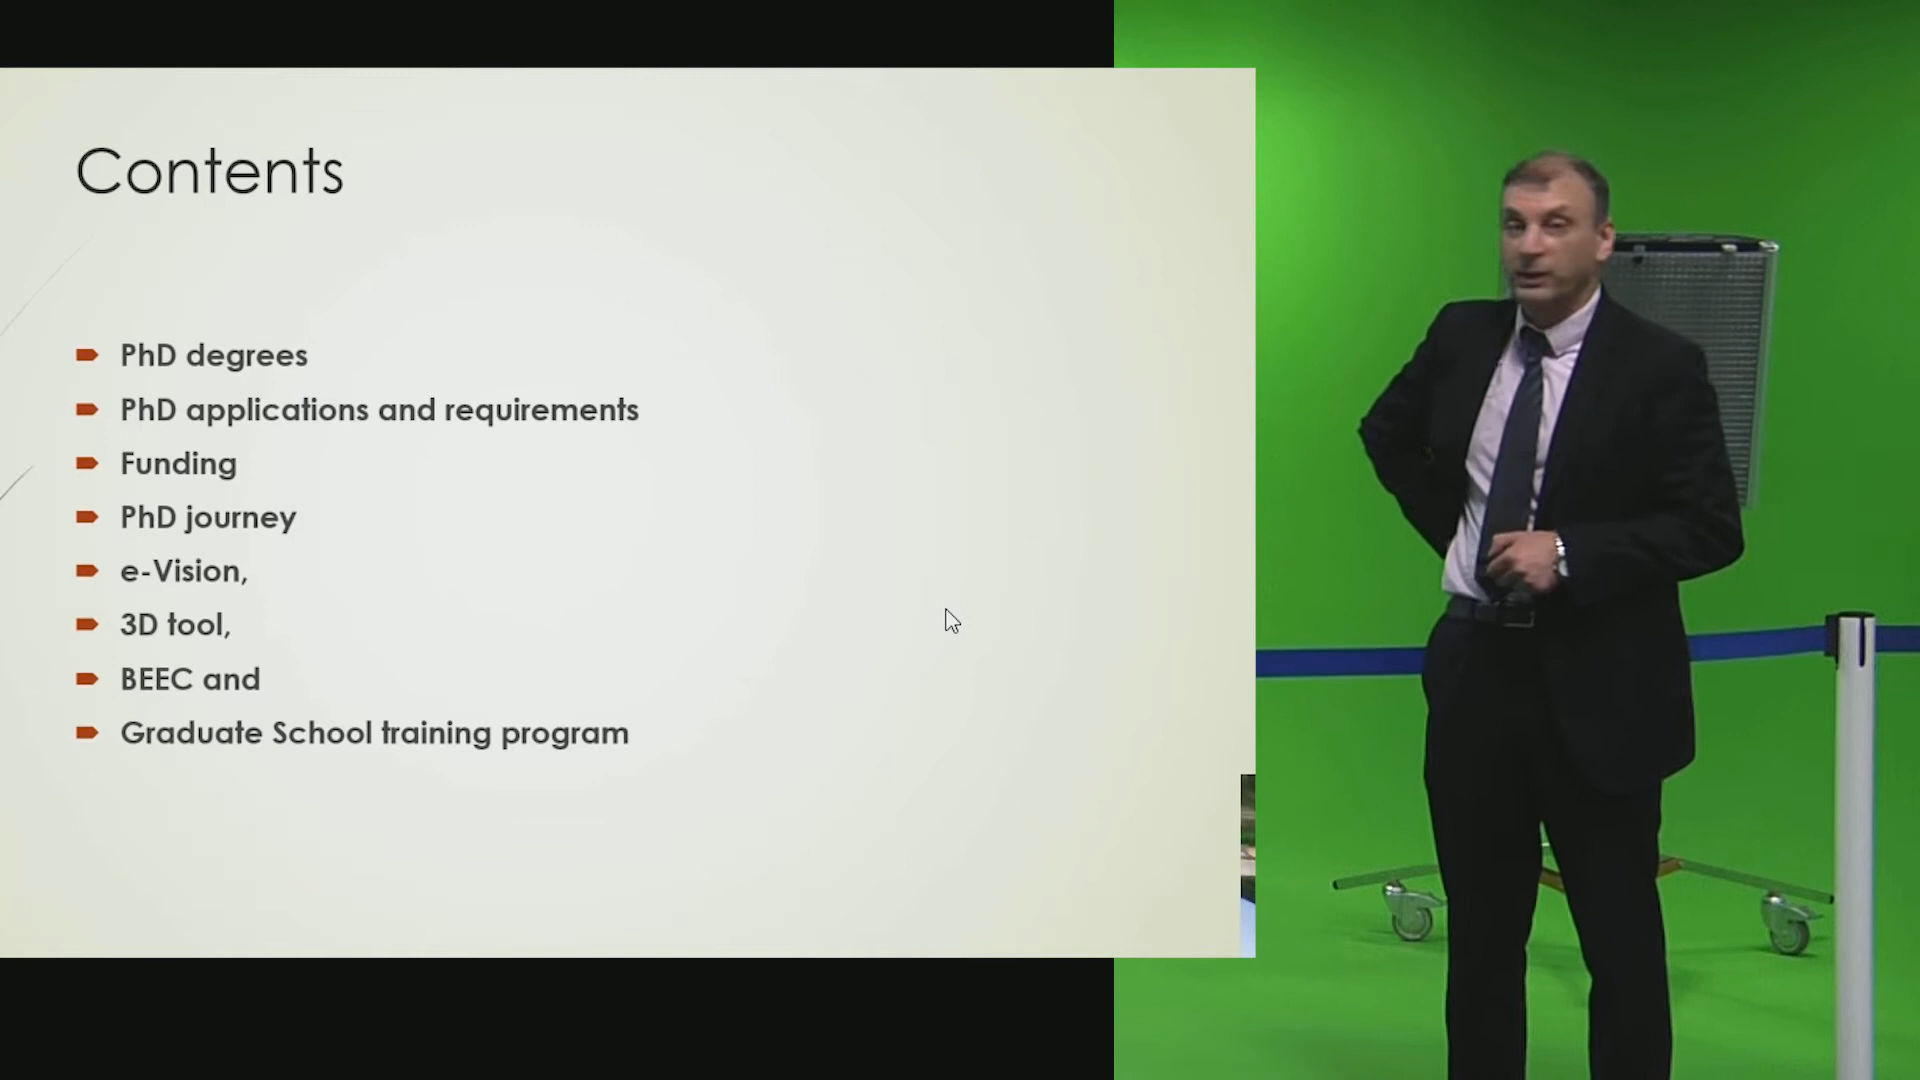 Contents
PhD degrees
PhD applications and requirements
Funding
PhD journey
e-Vision,
3D tool,
BEEC and
Graduate School training program